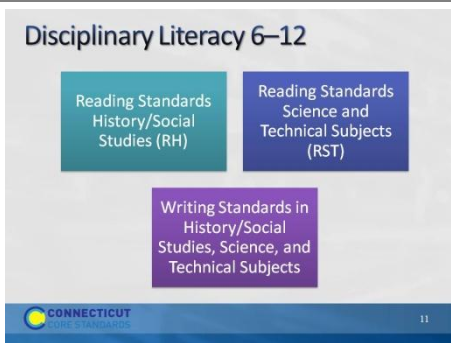 Disciplinary Literacy 6–12
Reading Standards
History/Social
Studies (RH)
Reading Standards
Science and
Technical Subjects
(RST)
Writing Standards in
History/Social
Studies, Science, and
Technical Subjects
CONNECTICUT
CORE STANDARDS
11